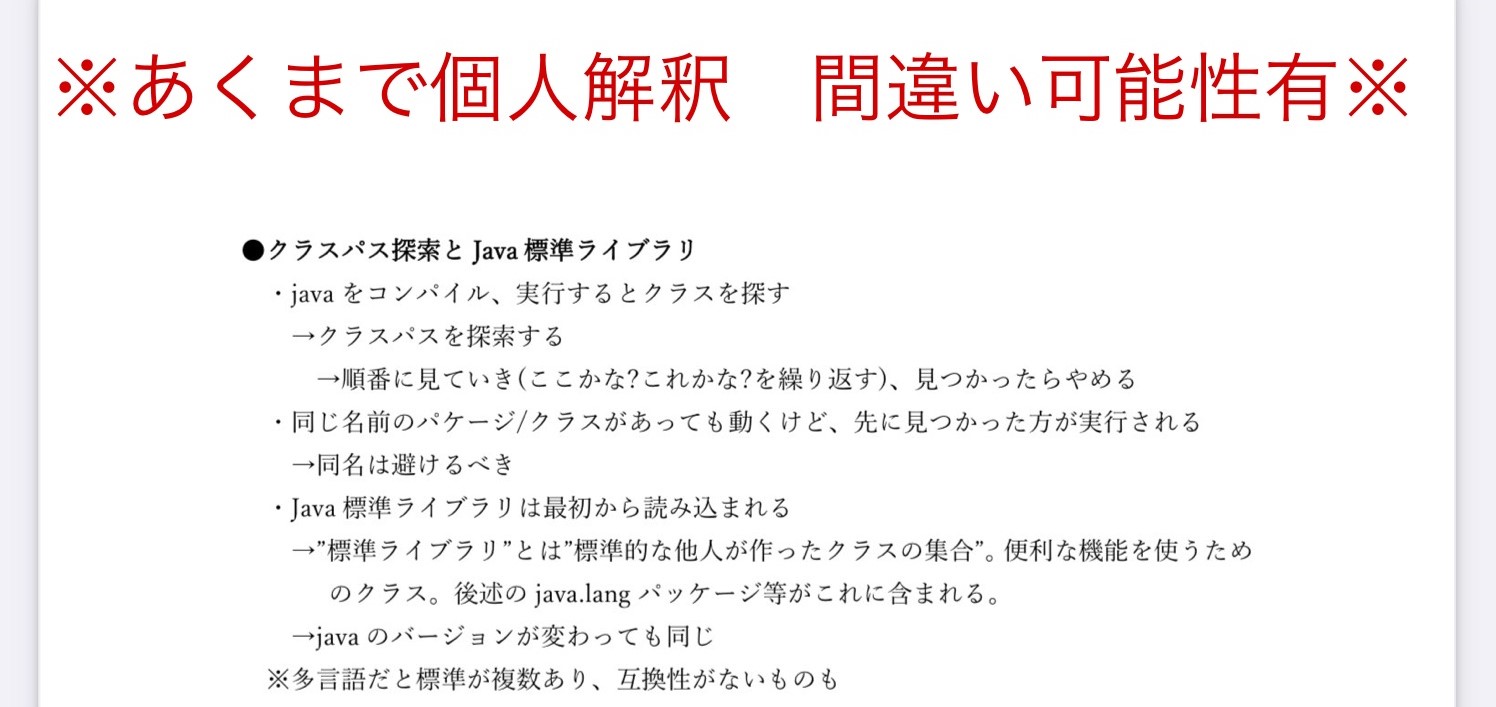 ※あくまで個人解釈　間違い可能性有※
●クラスパス探索と Java 標準ライブラリ
・java をコンパイル、実行するとクラスを探す
→クラスパスを探索する
→順番に見ていき(ここかな?これかな?を繰り返す)、見つかったらやめる
・同じ名前のパッケージ/クラスがあっても動くけど、先に見つかった方が実行される
→同名は避けるべき
・Java 標準ライブラリは最初から読み込まれる
→”標準ライブラリ”とは”標準的な他人が作ったクラスの集合”。便利な機能を使うため
のクラス。後述の java.lang パッケージ等がこれに含まれる。
→java のバージョンが変わっても同じ
※多言語だと標準が複数あり、互換性がないものも